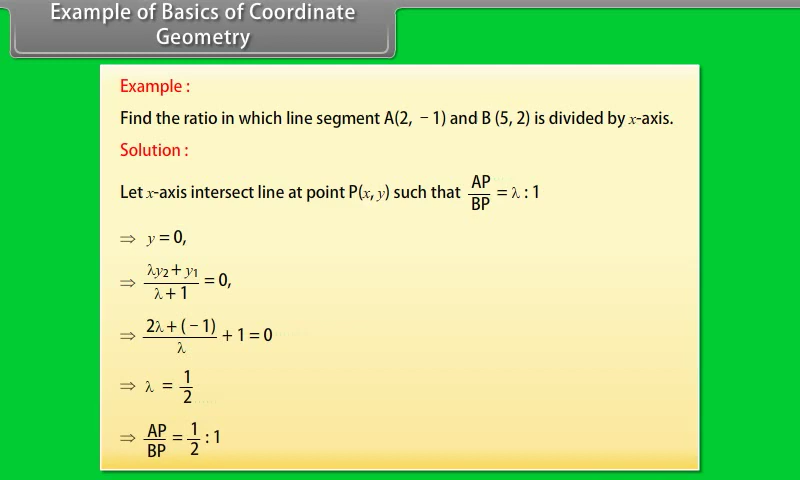 Example of Basics of Coordinate
Geometry
Example :
Find the ratio in which line segment A(2, −1) and B (5, 2) is divided by x-axis.
Solution :
Let x-axis intersect line at point P(x, y) such that AP/BP = λ : 1
⇒ y = 0,
⇒ (λy₂ + y₁)/(λ + 1) = 0,
⇒ (2λ + (−1))/λ + 1 = 0
⇒ λ = 1/2
⇒ AP/BP = 1/2 : 1